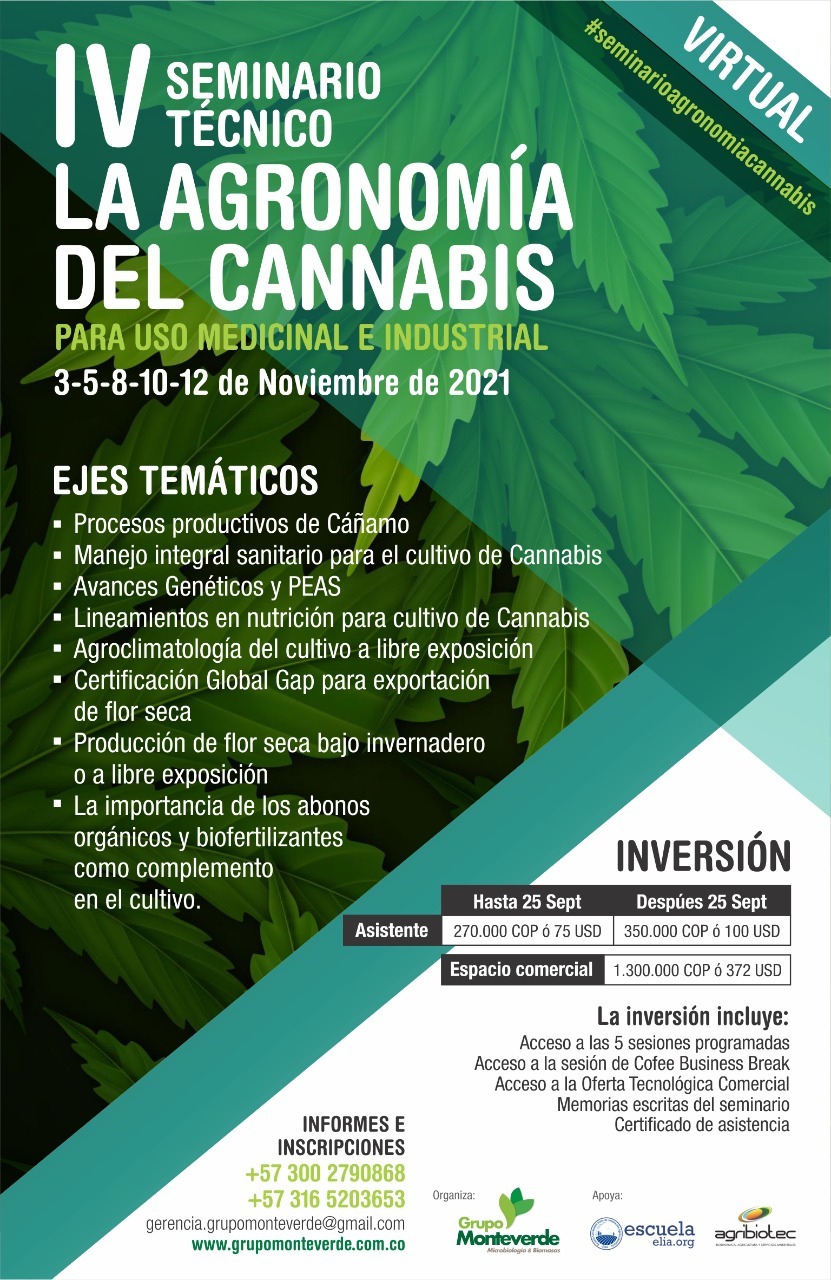 VIRTUAL
#seminarioagronomiacannabis
IV SEMINARIO
TÉCNICO
LA AGRONOMÍA
DEL CANNABIS
PARA USO MEDICINAL E INDUSTRIAL
3-5-8-10-12 de Noviembre de 2021
EJES TEMÁTICOS
▪ Procesos productivos de Cáñamo
▪ Manejo integral sanitario para el cultivo de Cannabis
▪ Avances Genéticos y PEAS
▪ Lineamientos en nutrición para cultivo de Cannabis
▪ Agroclimatología del cultivo a libre exposición
▪ Certificación Global Gap para exportación
de flor seca
▪ Producción de flor seca bajo invernadero
o a libre exposición
▪ La importancia de los abonos
orgánicos y biofertilizantes
como complemento
en el cultivo.
INVERSIÓN
Hasta 25 Sept Despúes 25 Sept
Asistente 270.000 COP ó 75 USD 350.000 COP ó 100 USD
Espacio comercial 1.300.000 COP ó 372 USD
La inversión incluye:
Acceso a las 5 sesiones programadas
Acceso a la sesión de Cofee Business Break
Acceso a la Oferta Tecnológica Comercial
Memorias escritas del seminario
Certificado de asistencia
INFORMES E
INSCRIPCIONES
+57 300 2790868
+57 316 5203653
gerencia.grupomonteverde@gmail.com
www.grupomonteverde.com.co
Organiza:
Grupo
Monteverde
Microbiología & Biomasas
Apoya:
escuela
elia.org
agribiotec